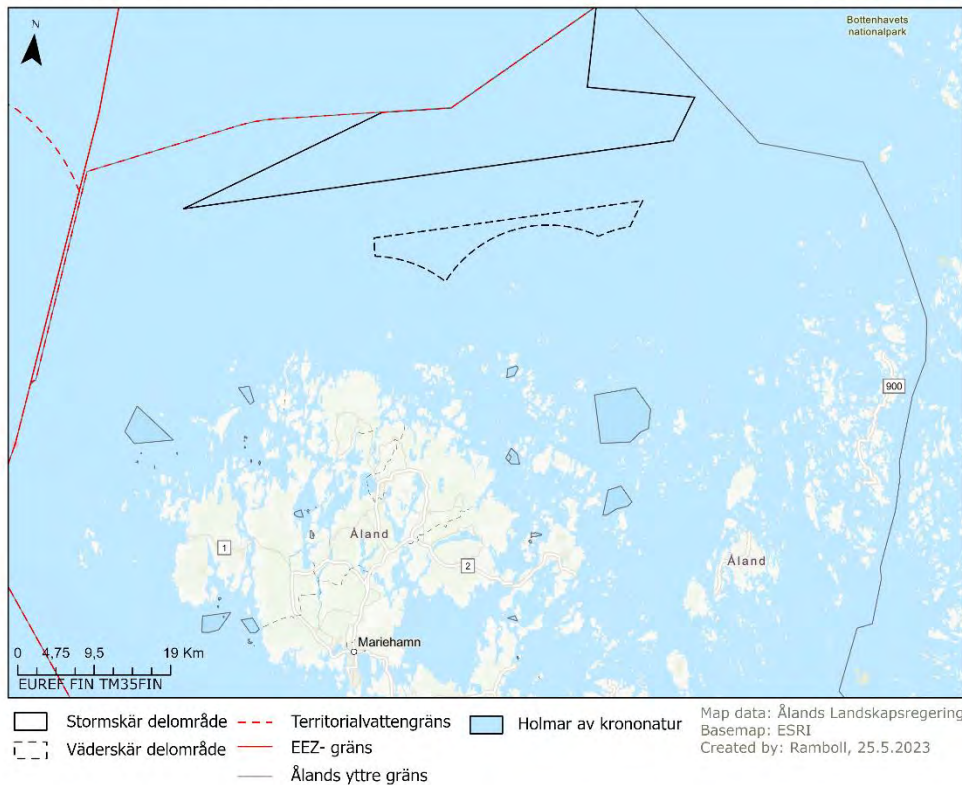 N
Bottenhavets
nationalpark
900
1
Åland
2
Åland
Mariehamn
0 4,75 9,5 19 Km
EUREF FIN TM35FIN
Stormskär delområde
Territorialvattengräns
Holmar av krononatur
Väderskär delområde
EEZ- gräns
Ålands yttre gräns
Map data: Ålands Landskapsregering
Basemap: ESRI
Created by: Ramboll, 25.5.2023